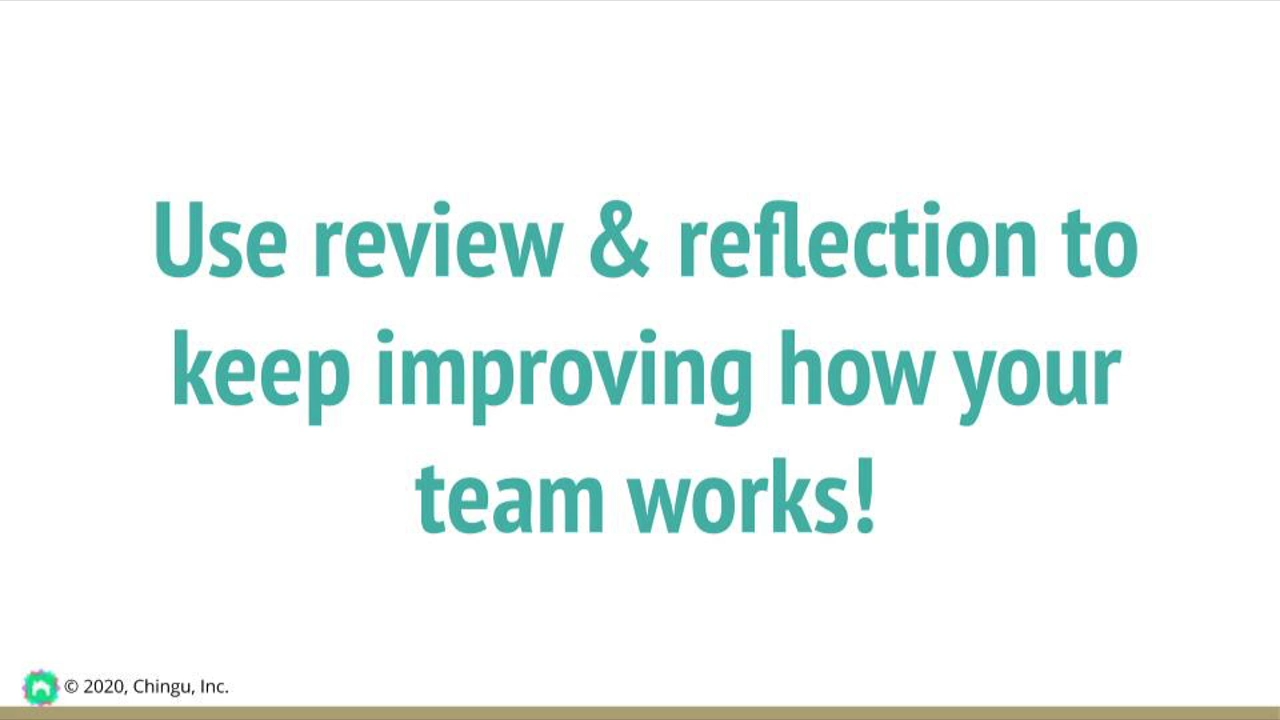 Use review & reflection to
keep improving how your
team works!
© 2020, Chingu, Inc.